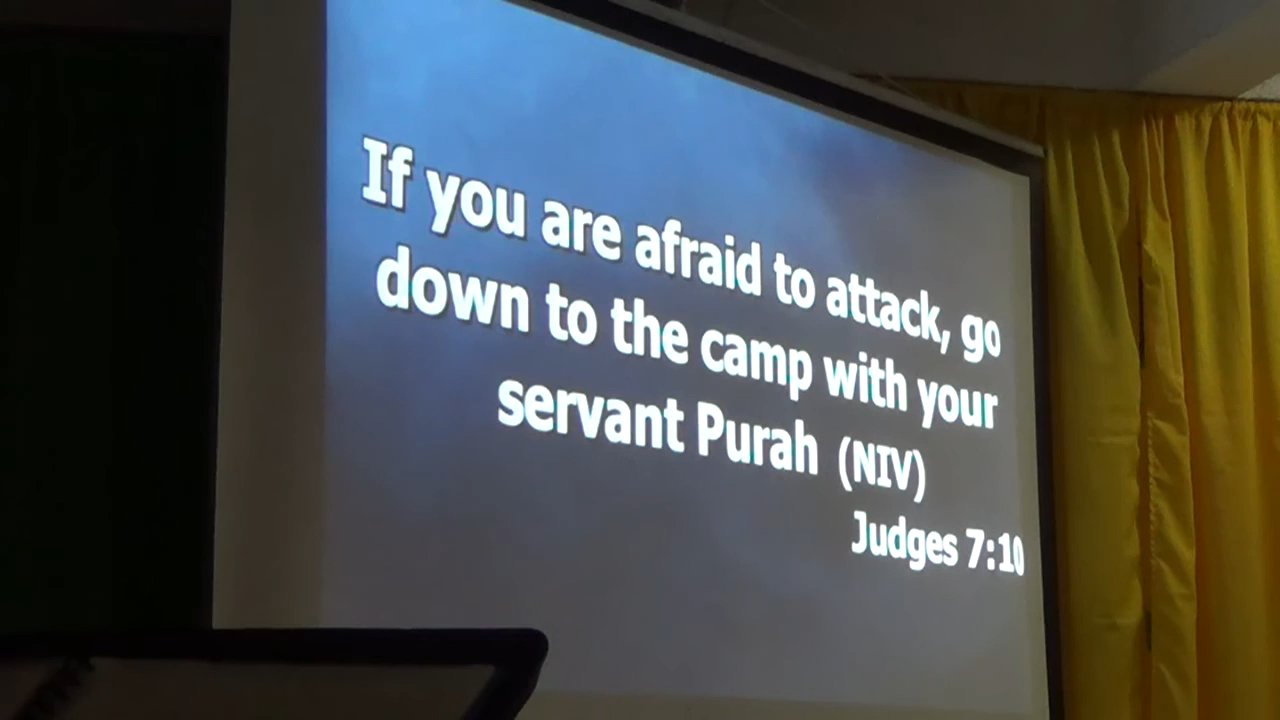 If you are afraid to attack, go
down to the camp with your
servant Purah (NIV)
Judges 7:10